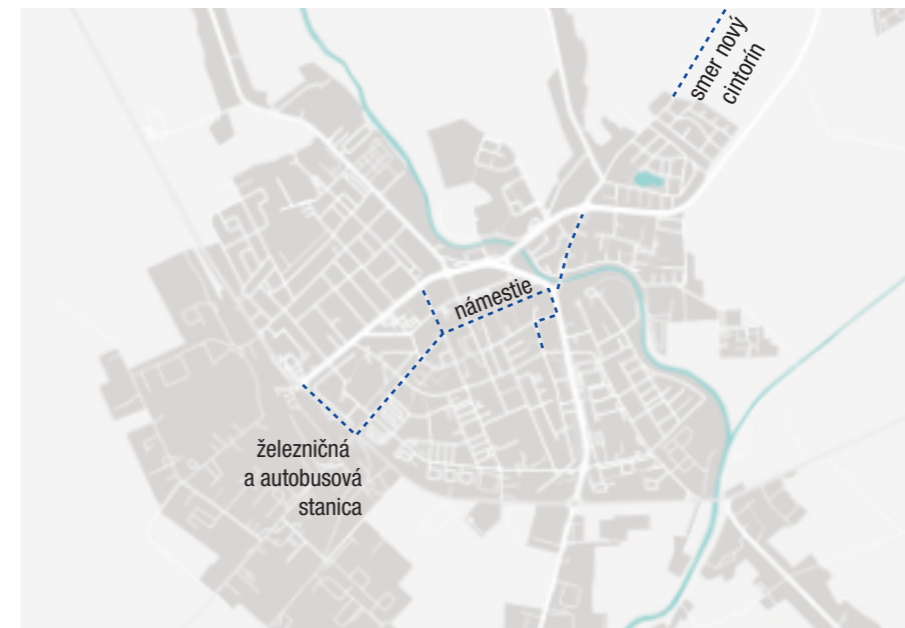 smer nový
cintorín
námestie
železničná
a autobusová
stanica